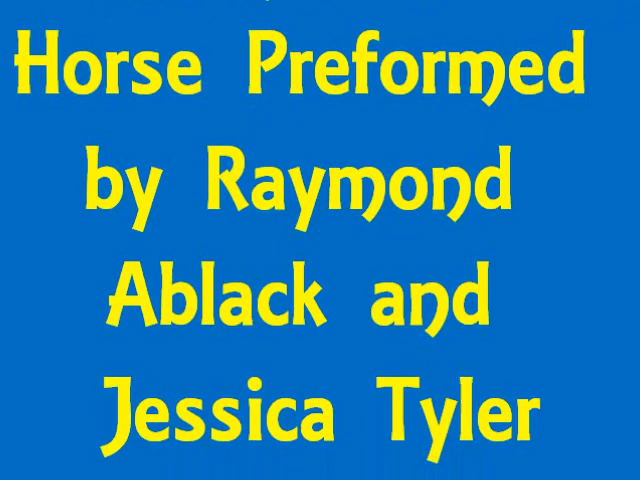 Horse Preformed
by Raymond
Ablack and
Jessica Tyler